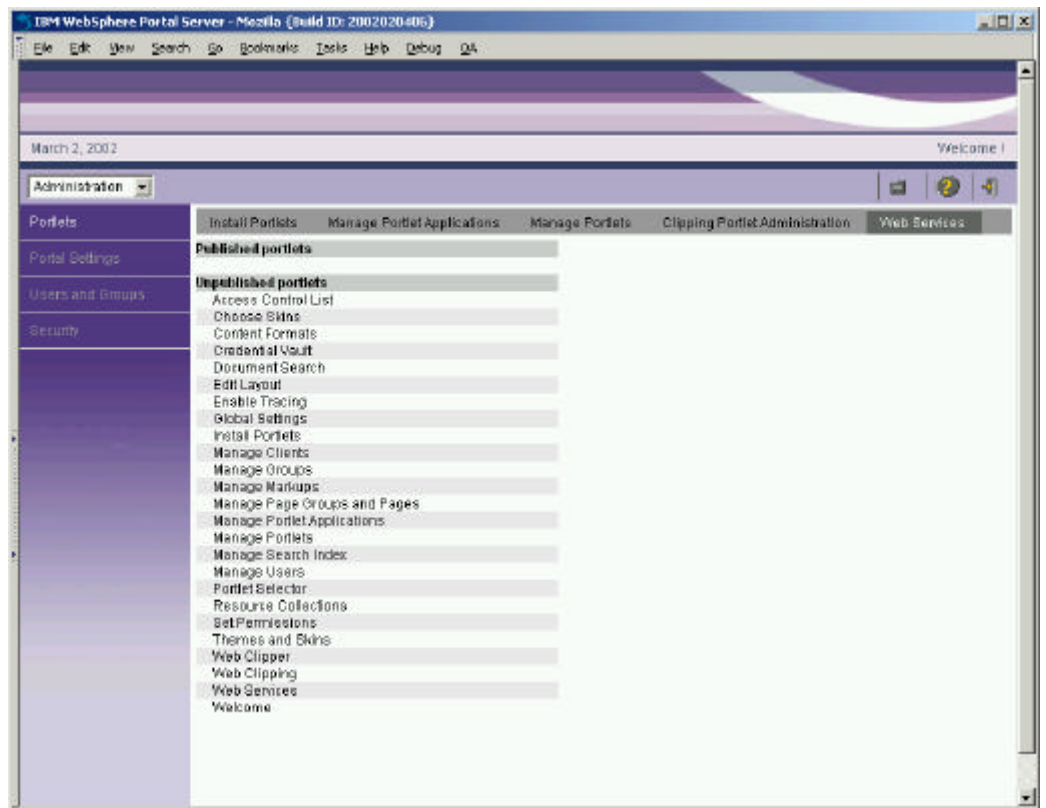 IBM WebSphere Portal Server - Mozilla {Build ID: 2002020406}
File Edit View Search Go Bookmarks Tasks Help Debug QA
March 2, 2002 Welcome !
Administration
Portlets
Portal Settings
Users and Groups
Security
Install Portlets Manage Portlet Applications Manage Portlets Clipping Portlet Administration Web Services
Published portlets
Unpublished portlets
Access Control List
Choose Skins
Content Formats
Credential Vault
Document Search
Edit Layout
Enable Tracing
Global Settings
Install Portlets
Manage Clients
Manage Groups
Manage Markups
Manage Page Groups and Pages
Manage Portlet Applications
Manage Portlets
Manage Search Index
Manage Users
Portlet Selector
Resource Collections
Set Permissions
Themes and Skins
Web Clipper
Web Clipping
Web Services
Welcome